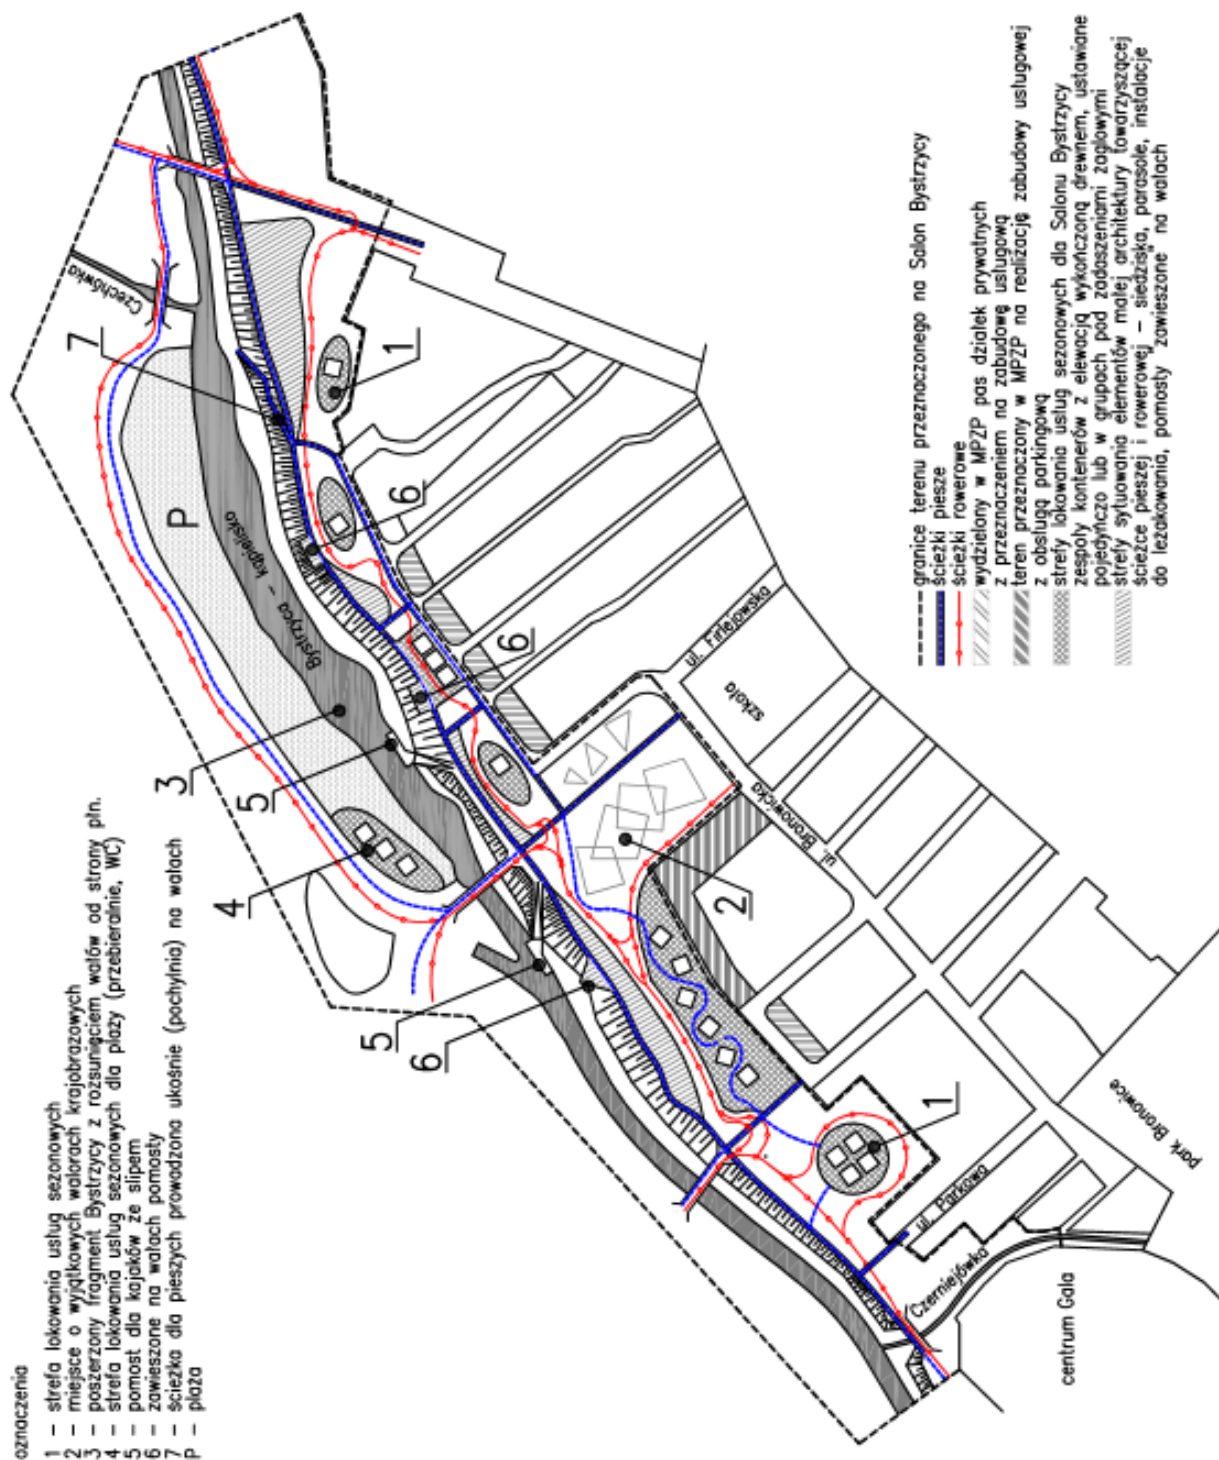 oznaczenia
1 – strefa lokowania usług sezonowych
2 – miejsce o wyjątkowych walorach krajobrazowych
3 – poszerzony fragment Bystrzycy z rozsunięciem wałów od strony płn.
4 – strefa lokowania usług sezonowych dla plaży (przebieralnie, WC)
5 – pomost dla kajaków ze slipem
6 – zawieszone na wałach pomosty
7 – ścieżka dla pieszych prowadzona ukośnie (pochylnia) na wałach
P – plaża
Czechówka
7
1
P
6
Bystrzyca – kąpielisko
6
3
5
4
2
5
6
1
ul. Firlejowska
szkoła
ul. Bronowicka
park Bronowice
ul. Parkowa
Czerniejówka
centrum Gala
granice terenu przeznaczonego na Salon Bystrzycy
ścieżki piesze
ścieżki rowerowe
wydzielony w MPZP pas działek prywatnych
z przeznaczeniem na zabudowę usługową
teren przeznaczony w MPZP na realizację zabudowy usługowej
z obsługą parkingową
strefy lokowania usług sezonowych dla Salonu Bystrzycy
zespoły kontenerów z elewacją wykończoną drewnem, ustawiane
pojedyńczo lub w grupach pod zadaszeniami żaglowymi
strefy sytuowania elementów małej architektury towarzyszącej
ścieżce pieszej i rowerowej – siedziska, parasole, instalacje
do leżakowania, pomosty "zawieszone" na wałach